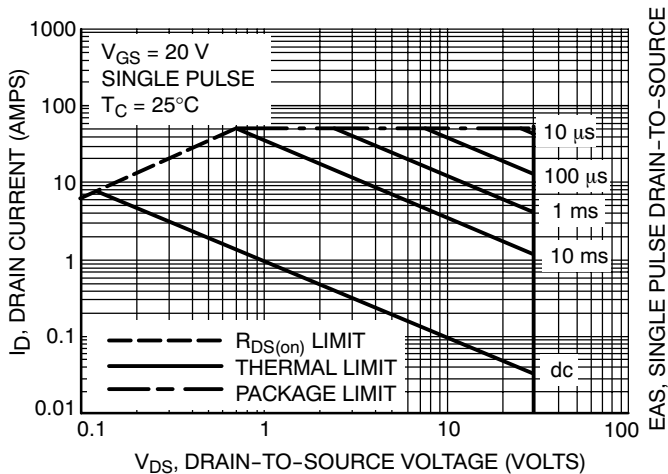 1000
100
10
1
0.1
0.01
I_D, DRAIN CURRENT (AMPS)
V_GS = 20 V
SINGLE PULSE
T_C = 25°C
10 µs
100 µs
1 ms
10 ms
dc
R_DS(on) LIMIT
THERMAL LIMIT
PACKAGE LIMIT
0.1
1
10
100
V_DS, DRAIN-TO-SOURCE VOLTAGE (VOLTS)
EAS, SINGLE PULSE DRAIN-TO-SOURCE